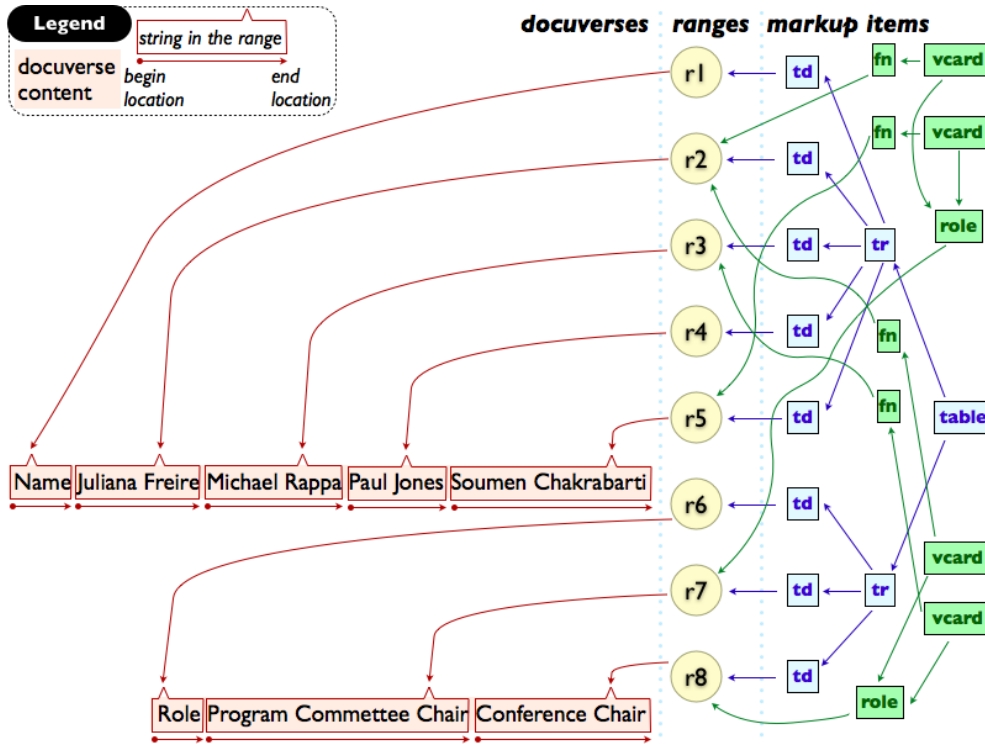 Legend
string in the range
docuverse content
begin location
end location
docuverses ranges markup items
r1 td fn vcard
r2 td fn vcard
r3 td tr role
r4 td fn
r5 td fn table
Name Juliana Freire Michael Rappa Paul Jones Soumen Chakrabarti
r6 td vcard
r7 td tr vcard
r8 td role
Role Program Commettee Chair Conference Chair